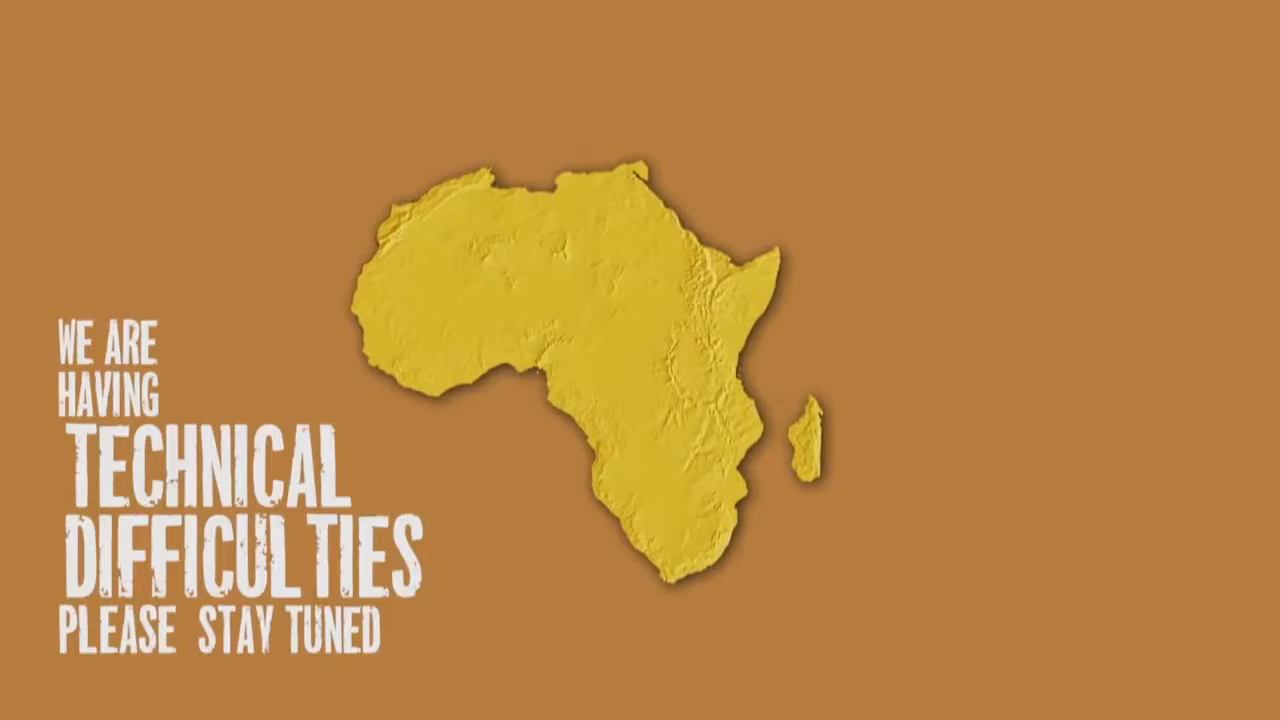 WE ARE
HAVING
TECHNICAL
DIFFICULTIES
PLEASE STAY TUNED